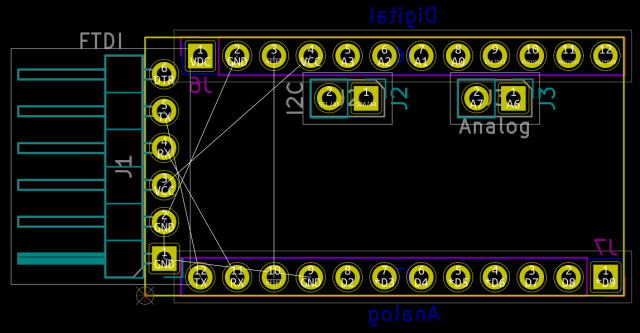 Digital
FTDI
1 2 3 4 5 6 7 8 9 10 11 12
VDC GND VCC A3 A2 A1 A0
J6
6
DTR
I2C
2 1
J2
2 1
A7 A6
J3
Analog
5
TX
4
RX
J1
3
VCC
2
GND
1
GND
J7
12 11 10 9 8 7 6 5 4 3 2 1
TX RX GND D2 *D3 D4 *D5 *D6 D7 D8 *D9
Analog